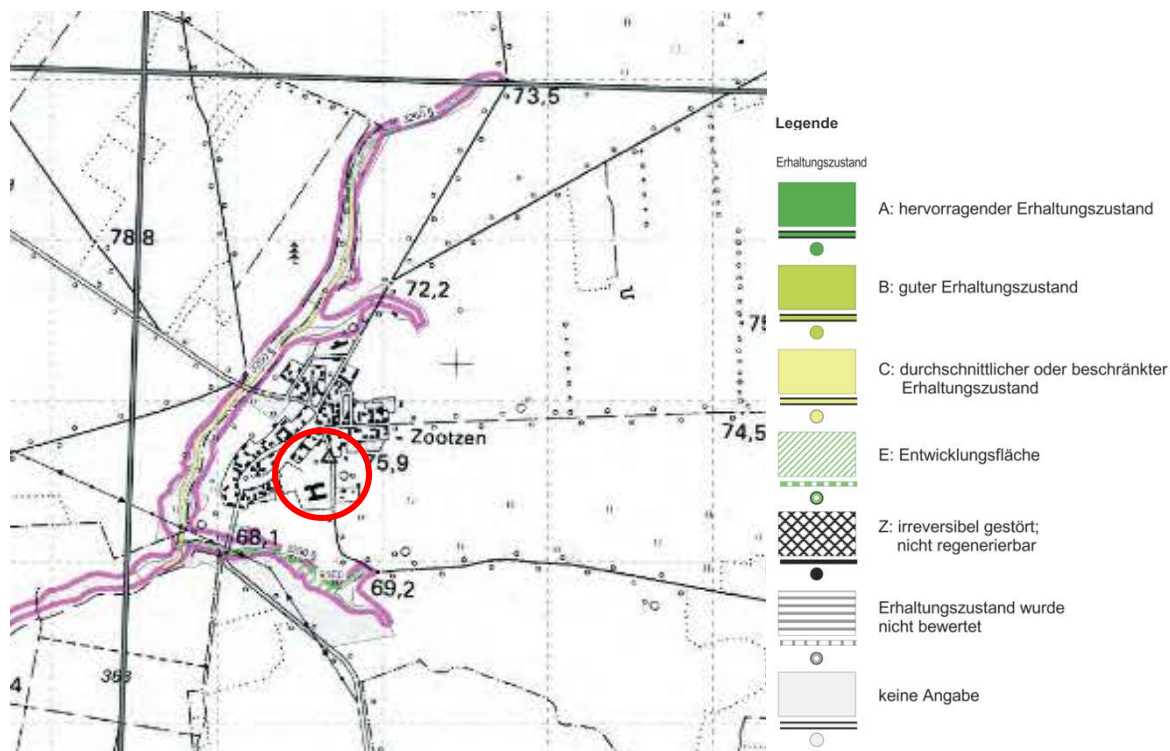 73,5
78,8
72,2
Zootzen
75,9
74,5
68,1
69,2
Legende
Erhaltungszustand
A: hervorragender Erhaltungszustand
B: guter Erhaltungszustand
C: durchschnittlicher oder beschränkter
Erhaltungszustand
E: Entwicklungsfläche
Z: irreversibel gestört;
nicht regenerierbar
Erhaltungszustand wurde
nicht bewertet
keine Angabe